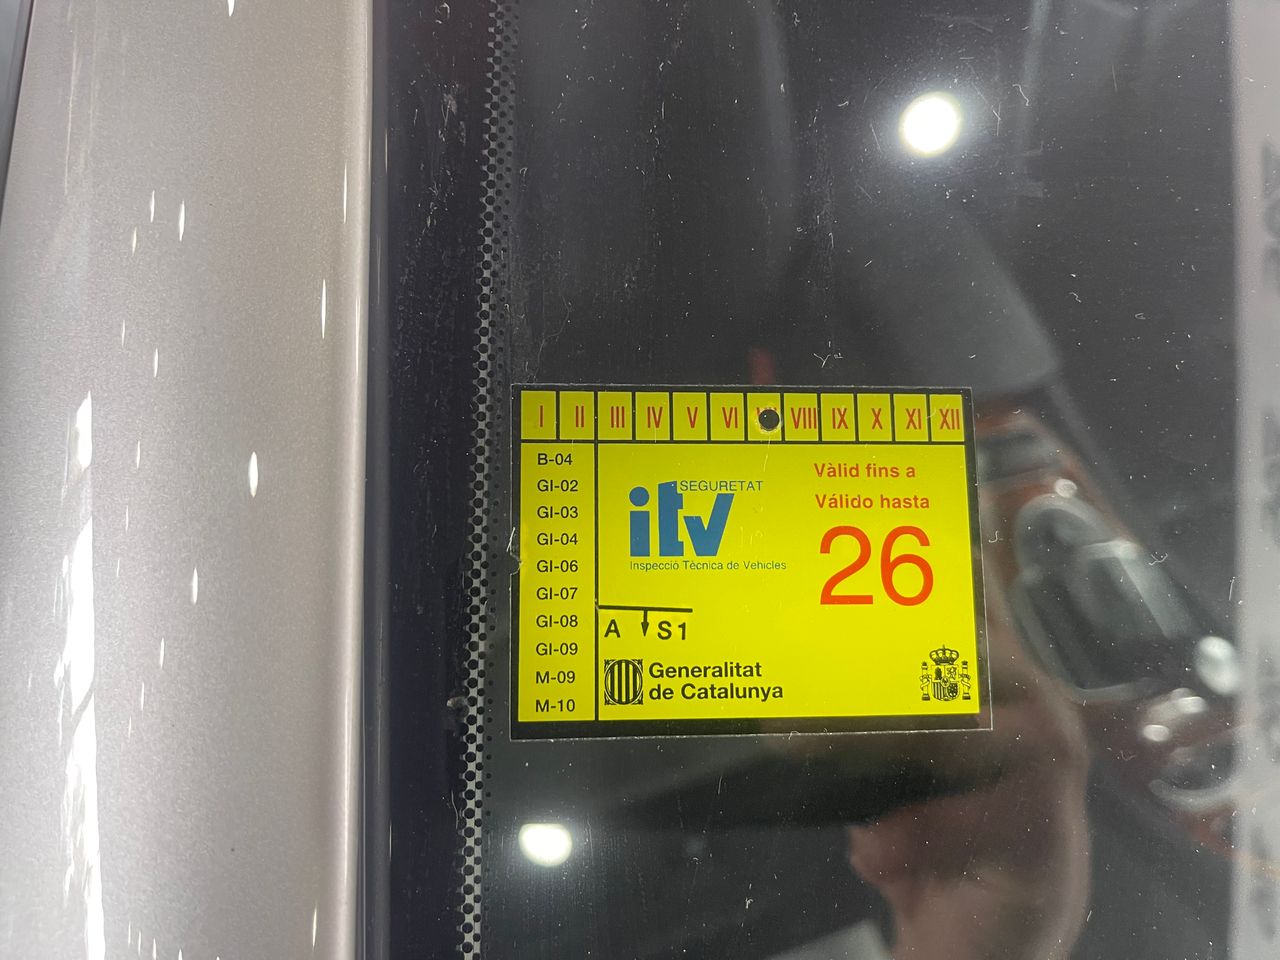 I II III IV V VI VIII IX X XI XII
B-04
GI-02
GI-03
GI-04
GI-06
GI-07
GI-08
GI-09
M-09
M-10
SEGURETAT
itv
Inspecció Tècnica de Vehicles
Vàlid fins a
Válido hasta
26
A S1
Generalitat
de Catalunya